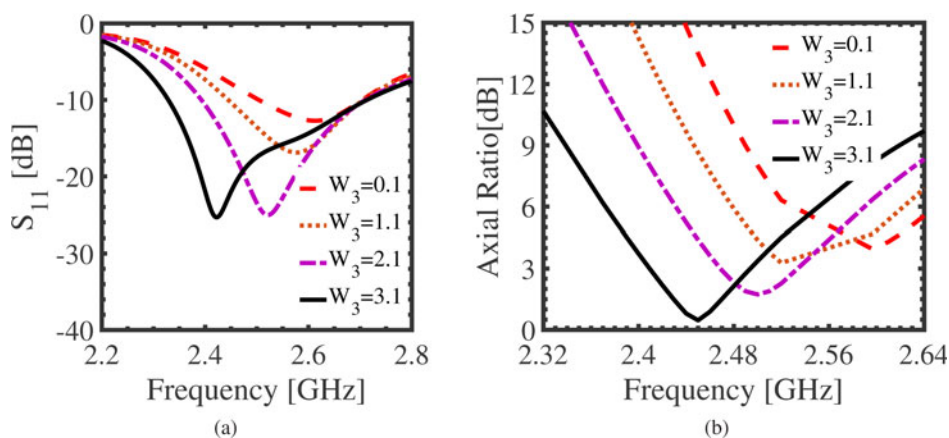 0
-10
-20
-30
-40
S11 [dB]
W3=0.1
W3=1.1
W3=2.1
W3=3.1
2.2 2.4 2.6 2.8
Frequency [GHz]
(a)
15
12
9
6
3
0
Axial Ratio[dB]
W3=0.1
W3=1.1
W3=2.1
W3=3.1
2.32 2.4 2.48 2.56 2.64
Frequency [GHz]
(b)